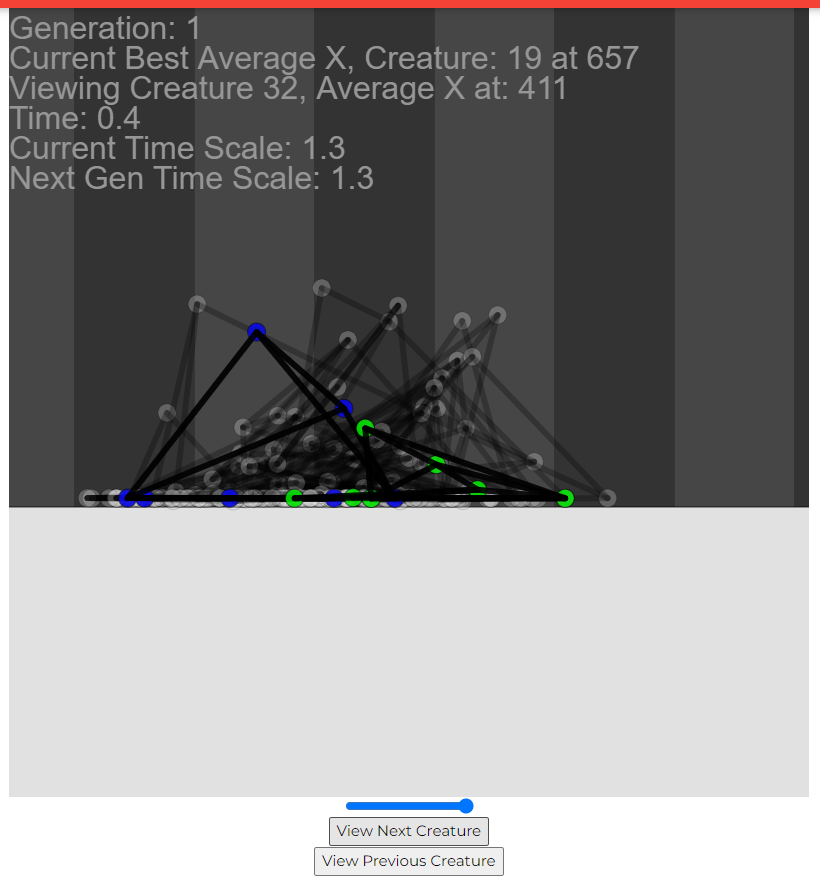 Generation: 1
Current Best Average X, Creature: 19 at 657
Viewing Creature 32, Average X at: 411
Time: 0.4
Current Time Scale: 1.3
Next Gen Time Scale: 1.3
View Next Creature
View Previous Creature